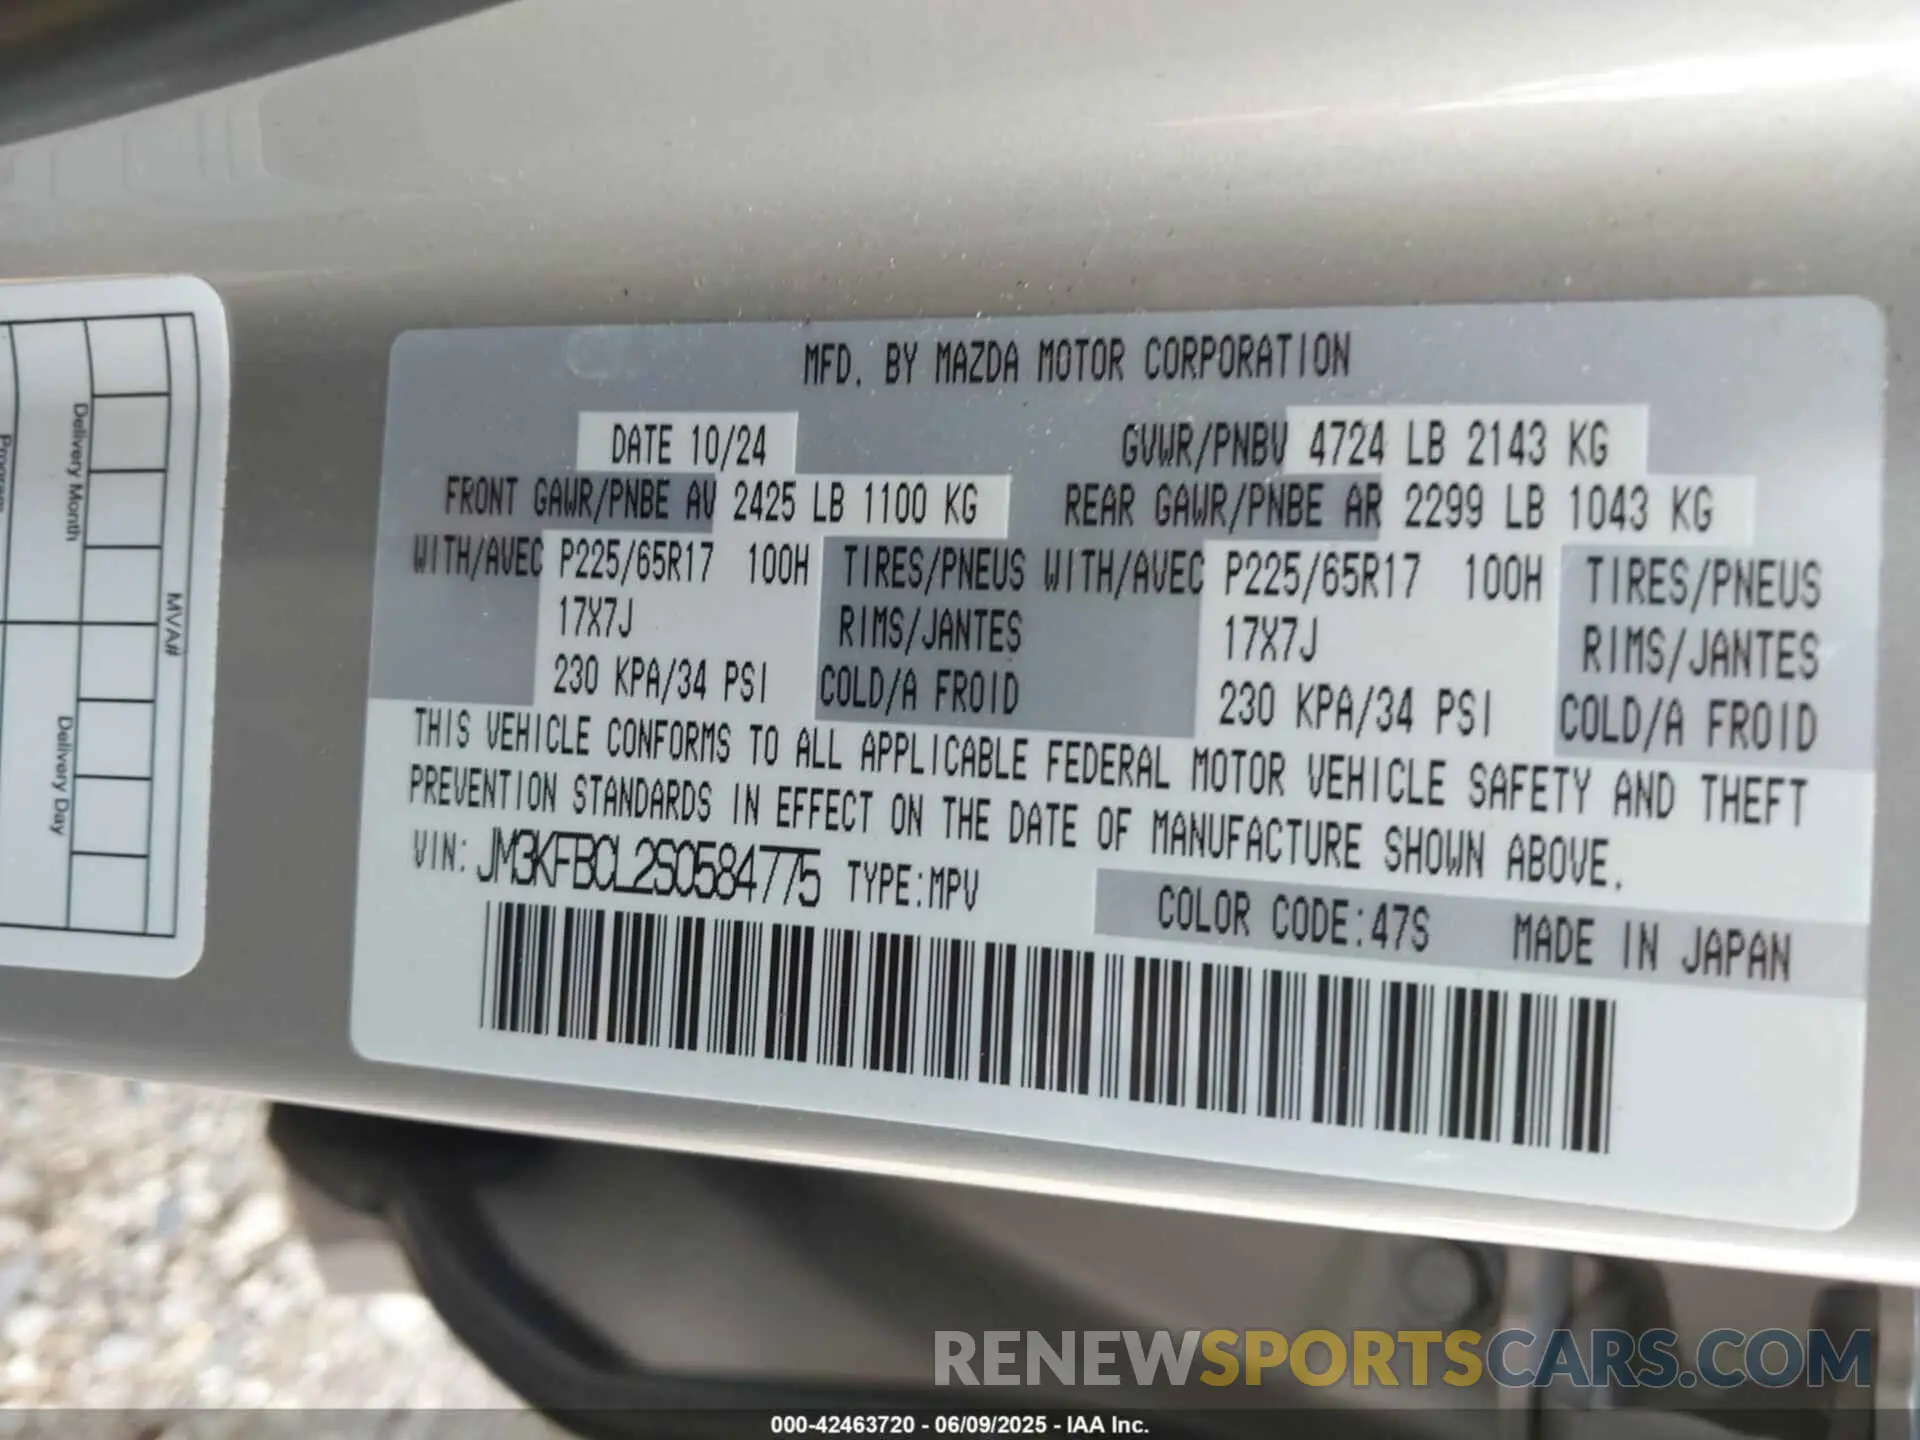 MFD. BY MAZDA MOTOR CORPORATION
DATE 10/24 GVWR/PNBV 4724 LB 2143 KG
FRONT GAWR/PNBE AV 2425 LB 1100 KG REAR GAWR/PNBE AR 2299 LB 1043 KG
WITH/AVEC P225/65R17 100H TIRES/PNEUS WITH/AVEC P225/65R17 100H TIRES/PNEUS
17X7J RIMS/JANTES 17X7J RIMS/JANTES
230 KPA/34 PSI COLD/A FROID 230 KPA/34 PSI COLD/A FROID
THIS VEHICLE CONFORMS TO ALL APPLICABLE FEDERAL MOTOR VEHICLE SAFETY AND THEFT
PREVENTION STANDARDS IN EFFECT ON THE DATE OF MANUFACTURE SHOWN ABOVE.
VIN: JM3KFBCL2S0584775 TYPE:MPV
COLOR CODE:47S MADE IN JAPAN
MVA#
Delivery Month
Delivery Day
RENEWSPORTSCARS.COM
000-42463720 - 06/09/2025 - IAA Inc.